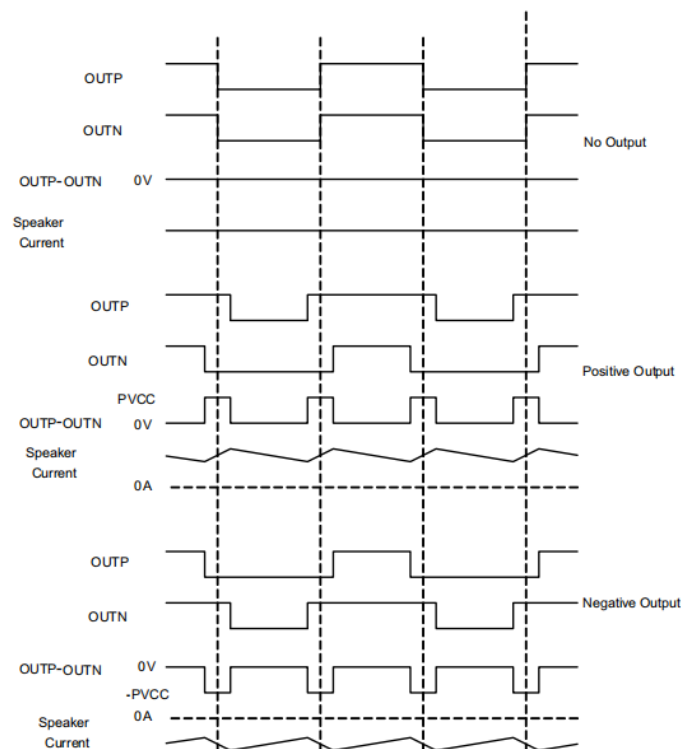 OUTP
OUTN
No Output
OUTP-OUTN 0V
Speaker
Current
OUTP
OUTN
Positive Output
PVCC
OUTP-OUTN 0V
Speaker
Current
0A
OUTP
OUTN
Negative Output
OUTP-OUTN 0V
-PVCC
0A
Speaker
Current